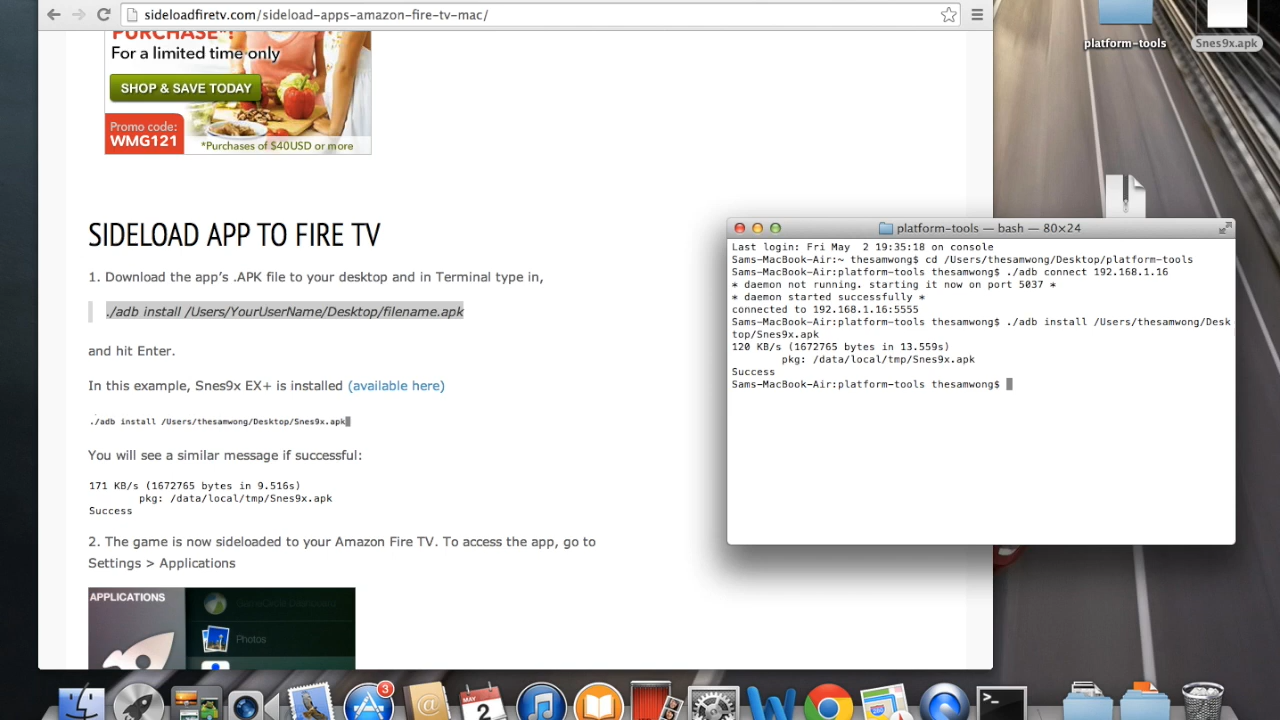 sideloadfiretv.com/sideload-apps-amazon-fire-tv-mac/
PURCHASE*!
For a limited time only
SHOP & SAVE TODAY
Promo code:
WMG121
*Purchases of $40USD or more
SIDELOAD APP TO FIRE TV
1. Download the app's .APK file to your desktop and in Terminal type in,
./adb install /Users/YourUserName/Desktop/filename.apk
and hit Enter.
In this example, Snes9x EX+ is installed (available here)
./adb install /Users/thesamwong/Desktop/Snes9x.apk
You will see a similar message if successful:
171 KB/s (1672765 bytes in 9.516s)
pkg: /data/local/tmp/Snes9x.apk
Success
2. The game is now sideloaded to your Amazon Fire TV. To access the app, go to
Settings > Applications
APPLICATIONS
Photos
platform-tools
Snes9x.apk
platform-tools — bash — 80×24
Last login: Fri May  2 19:35:18 on console
Sams-MacBook-Air:~ thesamwong$ cd /Users/thesamwong/Desktop/platform-tools
Sams-MacBook-Air:platform-tools thesamwong$ ./adb connect 192.168.1.16
* daemon not running. starting it now on port 5037 *
* daemon started successfully *
connected to 192.168.1.16:5555
Sams-MacBook-Air:platform-tools thesamwong$ ./adb install /Users/thesamwong/Desk
top/Snes9x.apk
120 KB/s (1672765 bytes in 13.559s)
pkg: /data/local/tmp/Snes9x.apk
Success
Sams-MacBook-Air:platform-tools thesamwong$
3
MAY
2